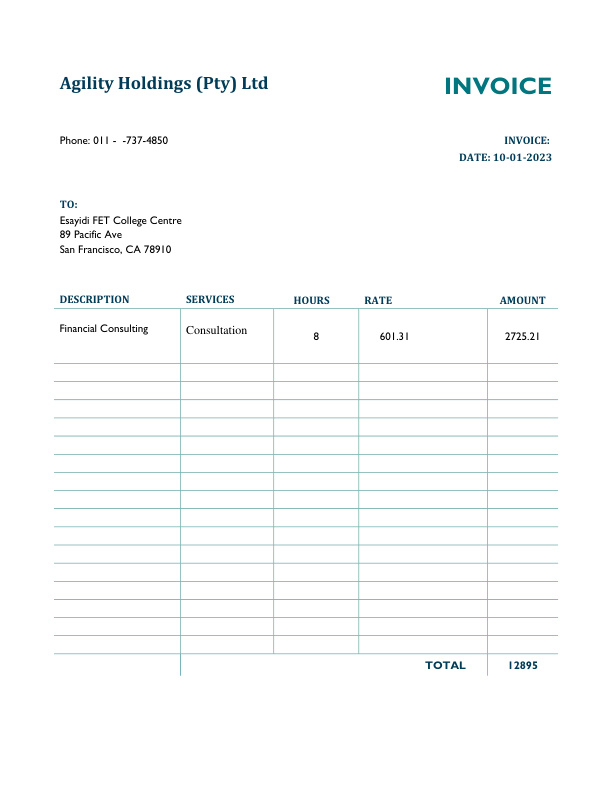 Agility Holdings (Pty) Ltd
INVOICE
Phone: 011 -  -737-4850
INVOICE:
DATE: 10-01-2023
TO:
Esayidi FET College Centre
89 Pacific Ave
San Francisco, CA 78910
DESCRIPTION SERVICES HOURS RATE AMOUNT
Financial Consulting Consultation 8 601.31 2725.21
TOTAL 12895